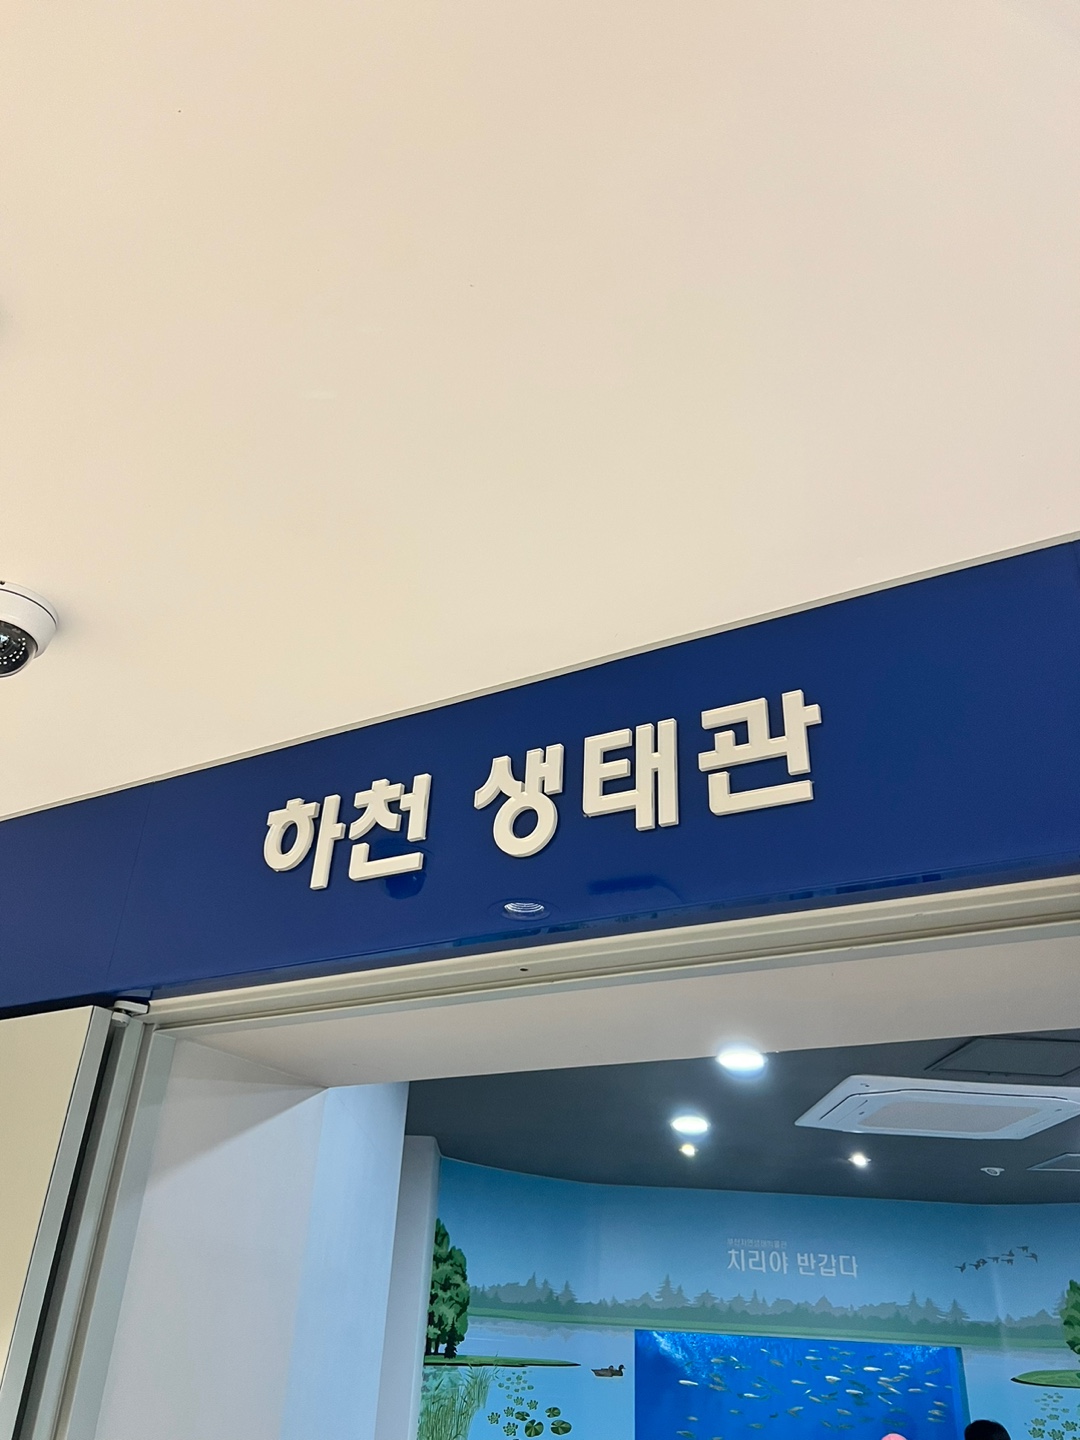 하천 생태관
치리야 반갑다